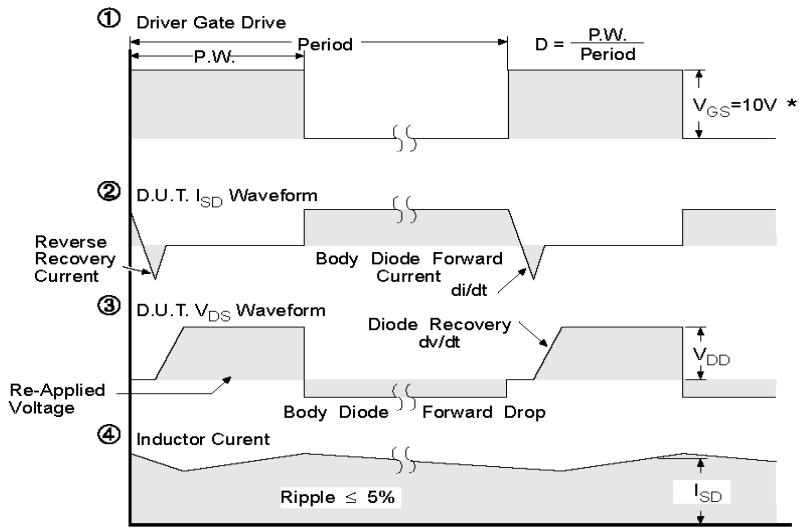 ① Driver Gate Drive
Period
P.W.
D = P.W. / Period
V_GS=10V *
② D.U.T. I_SD Waveform
Reverse
Recovery
Current
Body Diode Forward
Current
di/dt
③ D.U.T. V_DS Waveform
Diode Recovery
dv/dt
V_DD
Re-Applied
Voltage
Body Diode Forward Drop
④ Inductor Curent
Ripple ≤ 5%
I_SD